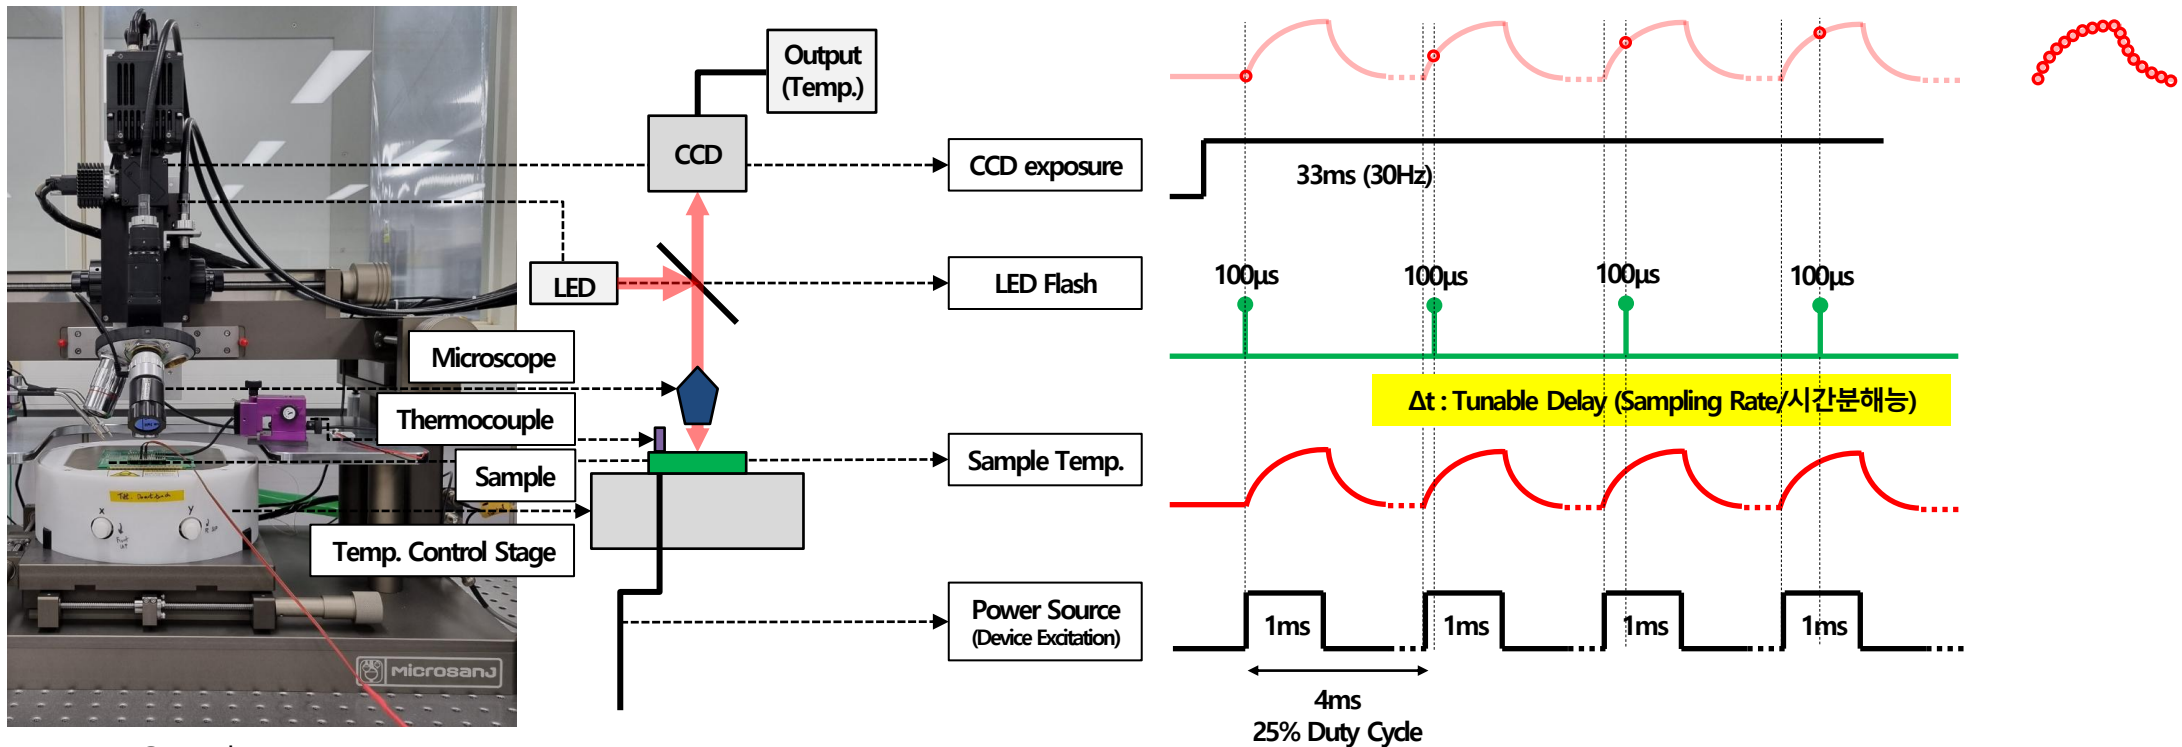 Output
(Temp.)
CCD
CCD exposure
33ms (30Hz)
LED
LED Flash
100μs
100μs
100μs
100μs
Microscope
Δt : Tunable Delay (Sampling Rate/시간분해능)
Thermocouple
Sample
Sample Temp.
x
y
Temp. Control Stage
Power Source
(Device Excitation)
1ms
1ms
1ms
1ms
Microsanj
4ms
25% Duty Cycle